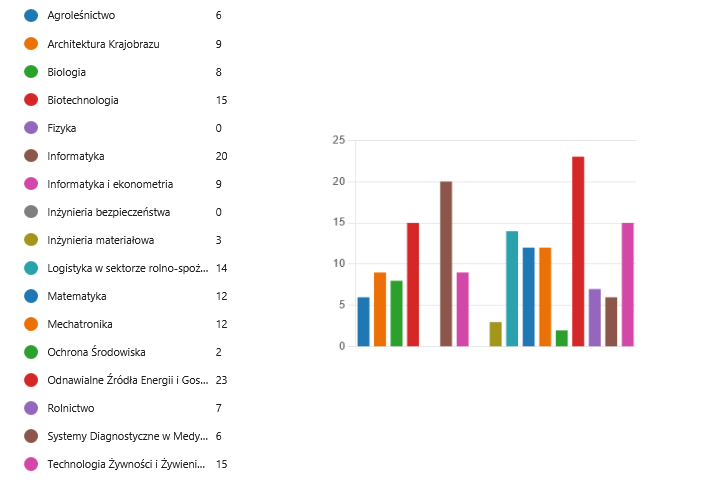 Agroleśnictwo 6
Architektura Krajobrazu 9
Biologia 8
Biotechnologia 15
Fizyka 0
Informatyka 20
Informatyka i ekonometria 9
Inżynieria bezpieczeństwa 0
Inżynieria materiałowa 3
Logistyka w sektorze rolno-spoż... 14
Matematyka 12
Mechatronika 12
Ochrona Środowiska 2
Odnawialne Źródła Energii i Gos... 23
Rolnictwo 7
Systemy Diagnostyczne w Medy... 6
Technologia Żywności i Żywieni... 15
25
20
15
10
5
0